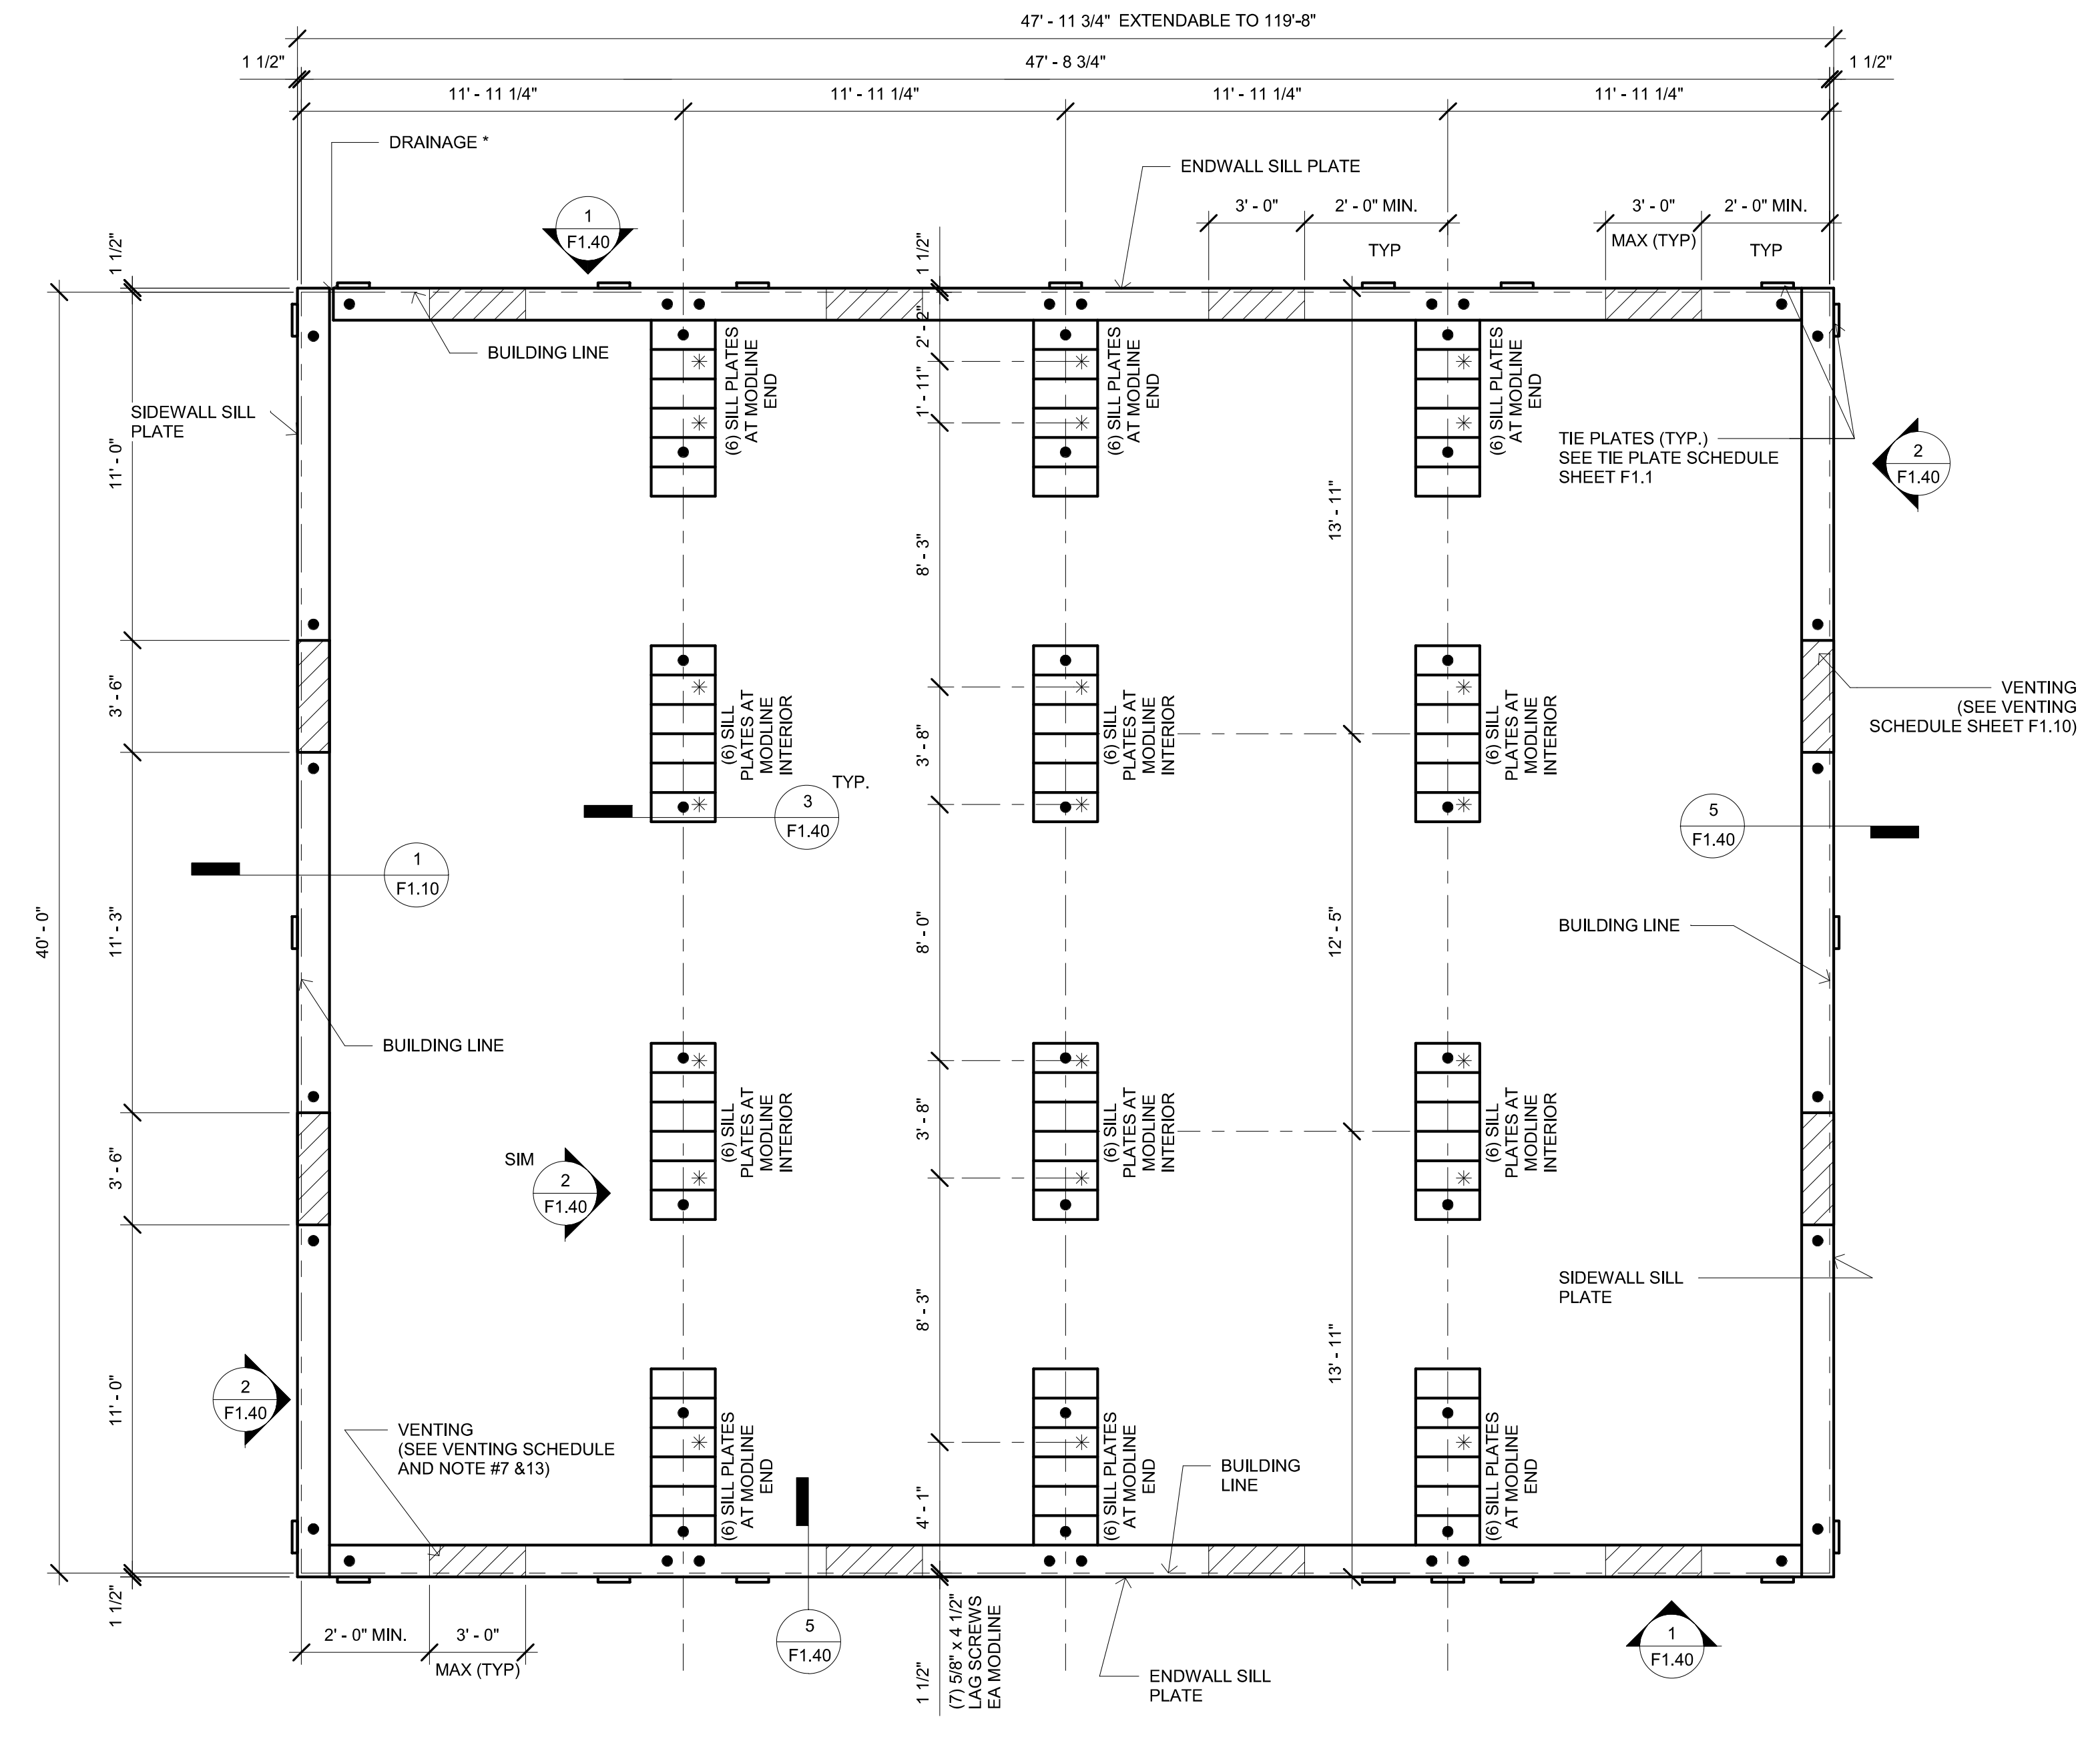 47' - 11 3/4" EXTENDABLE TO 119'-8"
1 1/2"
47' - 8 3/4"
1 1/2"
11' - 11 1/4"
11' - 11 1/4"
11' - 11 1/4"
11' - 11 1/4"
DRAINAGE *
ENDWALL SILL PLATE
3' - 0"
2' - 0" MIN.
TYP
3' - 0"
MAX (TYP)
2' - 0" MIN.
TYP
1
F1.40
1 1/2"
1 1/2"
2' - 2"
1' - 11"
BUILDING LINE
(6) SILL PLATES
AT MODLINE
END
(6) SILL PLATES
AT MODLINE
END
(6) SILL PLATES
AT MODLINE
END
SIDEWALL SILL
PLATE
TIE PLATES (TYP.)
SEE TIE PLATE SCHEDULE
SHEET F1.1
2
F1.40
11' - 0"
8' - 3"
13' - 11"
3' - 6"
(6) SILL
PLATES AT
MODLINE
INTERIOR
3' - 8"
(6) SILL
PLATES AT
MODLINE
INTERIOR
(6) SILL
PLATES AT
MODLINE
INTERIOR
VENTING
(SEE VENTING
SCHEDULE SHEET F1.10)
TYP.
3
F1.40
5
F1.40
1
F1.10
40' - 0"
11' - 3"
8' - 0"
12' - 5"
BUILDING LINE
BUILDING LINE
3' - 6"
SIM
2
F1.40
(6) SILL
PLATES AT
MODLINE
INTERIOR
3' - 8"
(6) SILL
PLATES AT
MODLINE
INTERIOR
(6) SILL
PLATES AT
MODLINE
INTERIOR
SIDEWALL SILL
PLATE
8' - 3"
13' - 11"
11' - 0"
2
F1.40
VENTING
(SEE VENTING SCHEDULE
AND NOTE #7 &13)
(6) SILL PLATES
AT MODLINE
END
4' - 1"
(6) SILL PLATES
AT MODLINE
END
BUILDING
LINE
(6) SILL PLATES
AT MODLINE
END
1 1/2"
2' - 0" MIN.
3' - 0"
MAX (TYP)
5
F1.40
1 1/2"
(7) 5/8" x 4 1/2"
LAG SCREWS
EA MODLINE
ENDWALL SILL
PLATE
1
F1.40